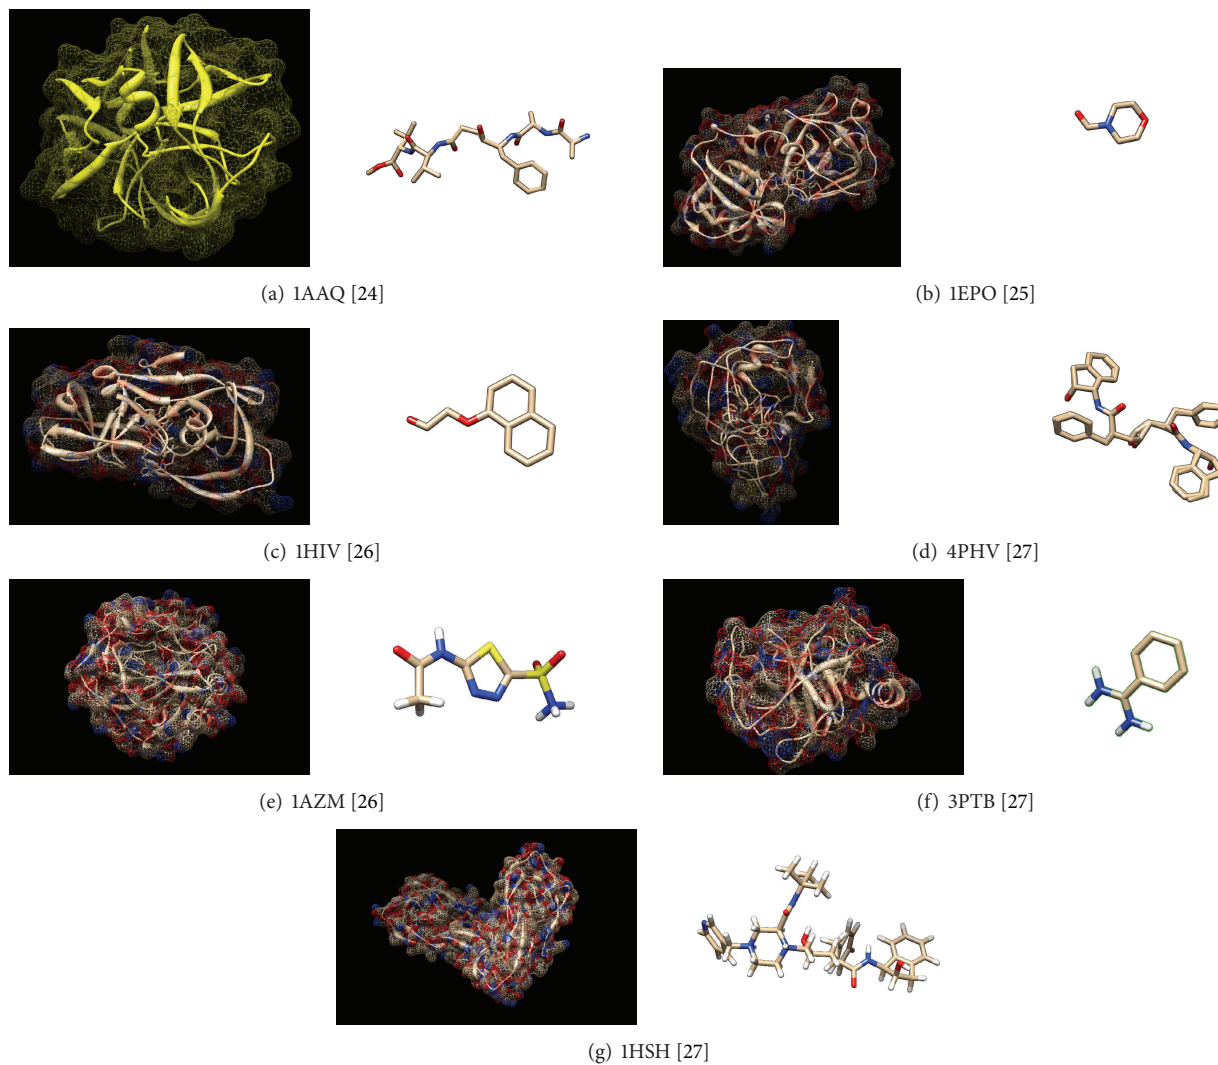 (a) 1AAQ [24]
(b) 1EPO [25]
(c) 1HIV [26]
(d) 4PHV [27]
(e) 1AZM [26]
(f) 3PTB [27]
(g) 1HSH [27]